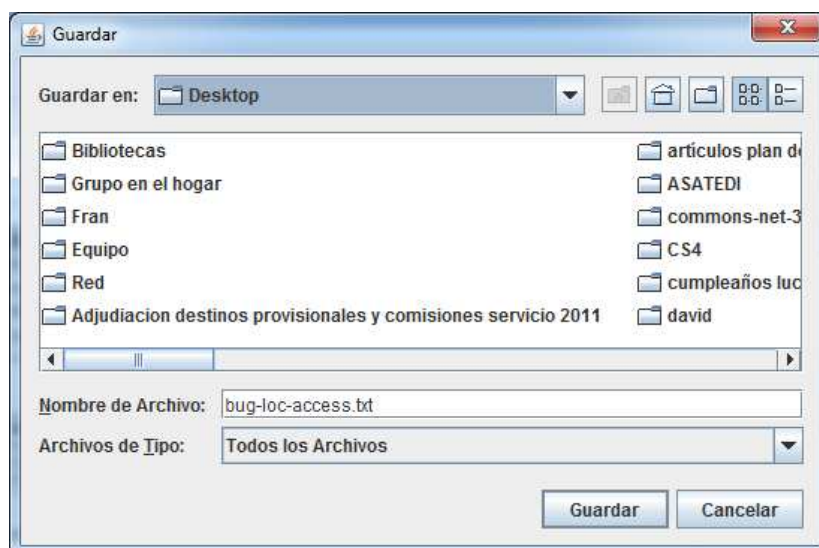 Guardar
Guardar en: Desktop
Bibliotecas
Grupo en el hogar
Fran
Equipo
Red
Adjudiacion destinos provisionales y comisiones servicio 2011
artículos plan de
ASATEDI
commons-net-3
CS4
cumpleaños luc
david
Nombre de Archivo: bug-loc-access.txt
Archivos de Tipo: Todos los Archivos
Guardar Cancelar